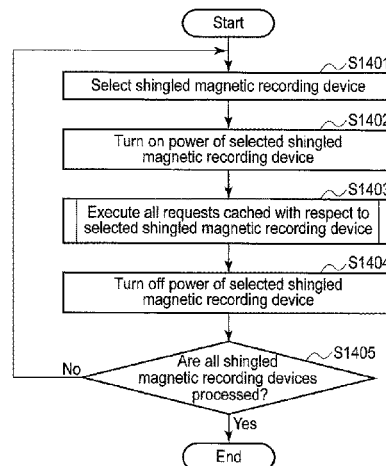 Start
S1401
Select shingled magnetic recording device
S1402
Turn on power of selected shingled
magnetic recording device
S1403
Execute all requests cached with respect to
selected shingled magnetic recording device
S1404
Turn off power of selected shingled
magnetic recording device
S1405
Are all shingled
magnetic recording devices
processed?
No
Yes
End